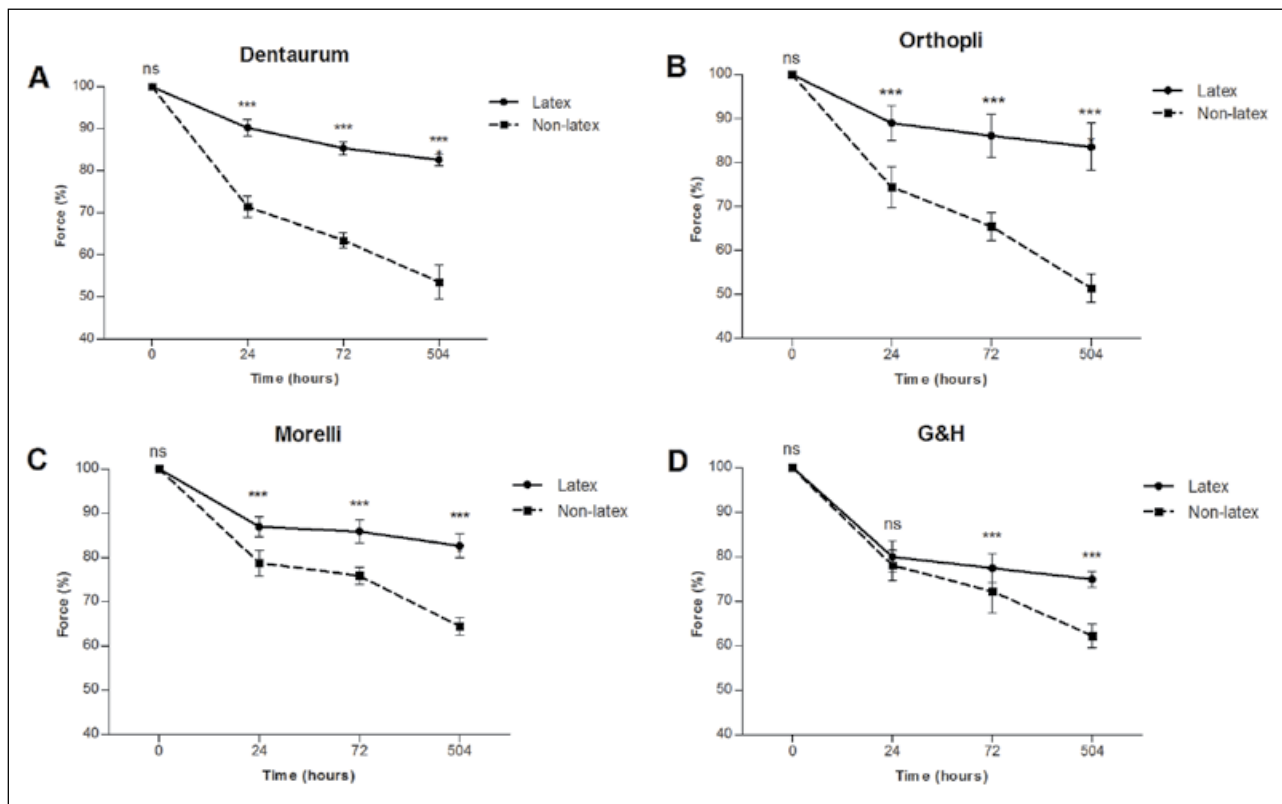 A
Dentaurum
ns
***
***
***
Latex
Non-latex
100
90
80
70
60
50
40
Force (%)
0
24
72
504
Time (hours)
B
Orthopli
ns
***
***
***
Latex
Non-latex
100
90
80
70
60
50
40
Force (%)
0
24
72
504
Time (hours)
C
Morelli
ns
***
***
***
Latex
Non-latex
100
90
80
70
60
50
40
Force (%)
0
24
72
504
Time (hours)
D
G&H
ns
ns
***
***
Latex
Non-latex
100
90
80
70
60
50
40
Force (%)
0
24
72
504
Time (hours)